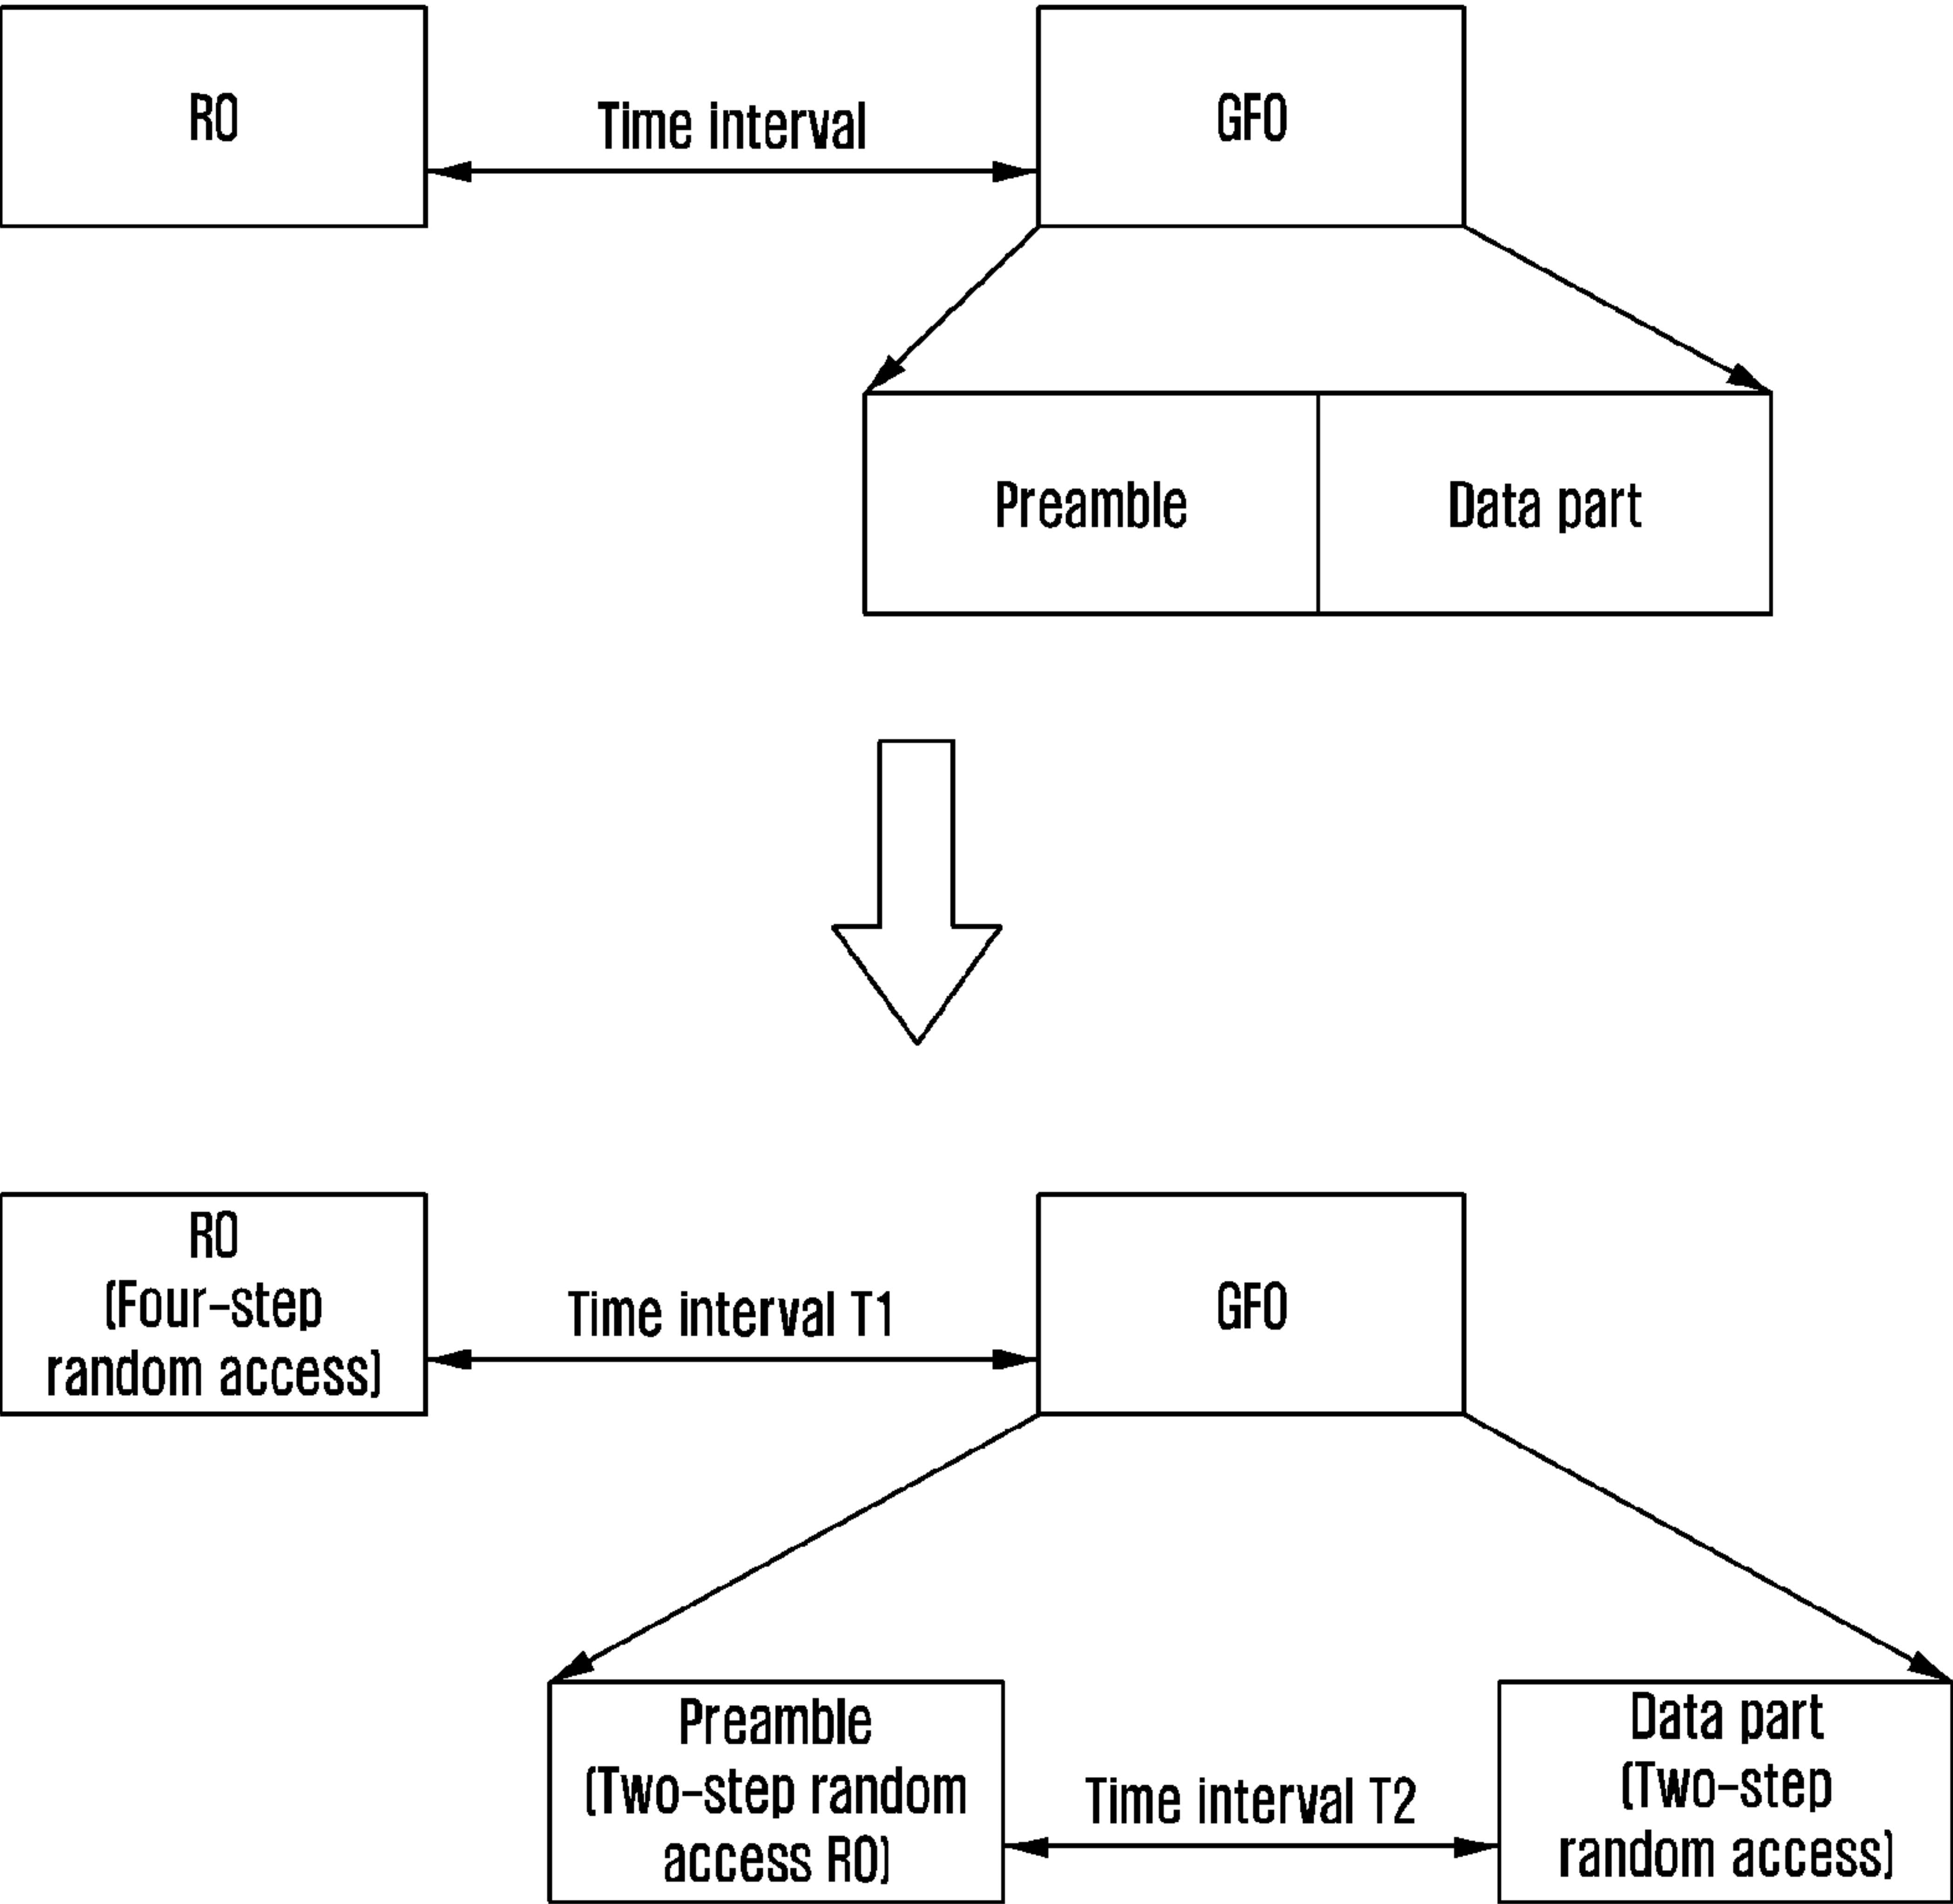 RO
Time interval
GFO
Preamble
Data part
RO
(Four-step
random access)
Time interval T1
GFO
Preamble
(Two-step random
access RO)
Time interval T2
Data part
(Two-step
random access)